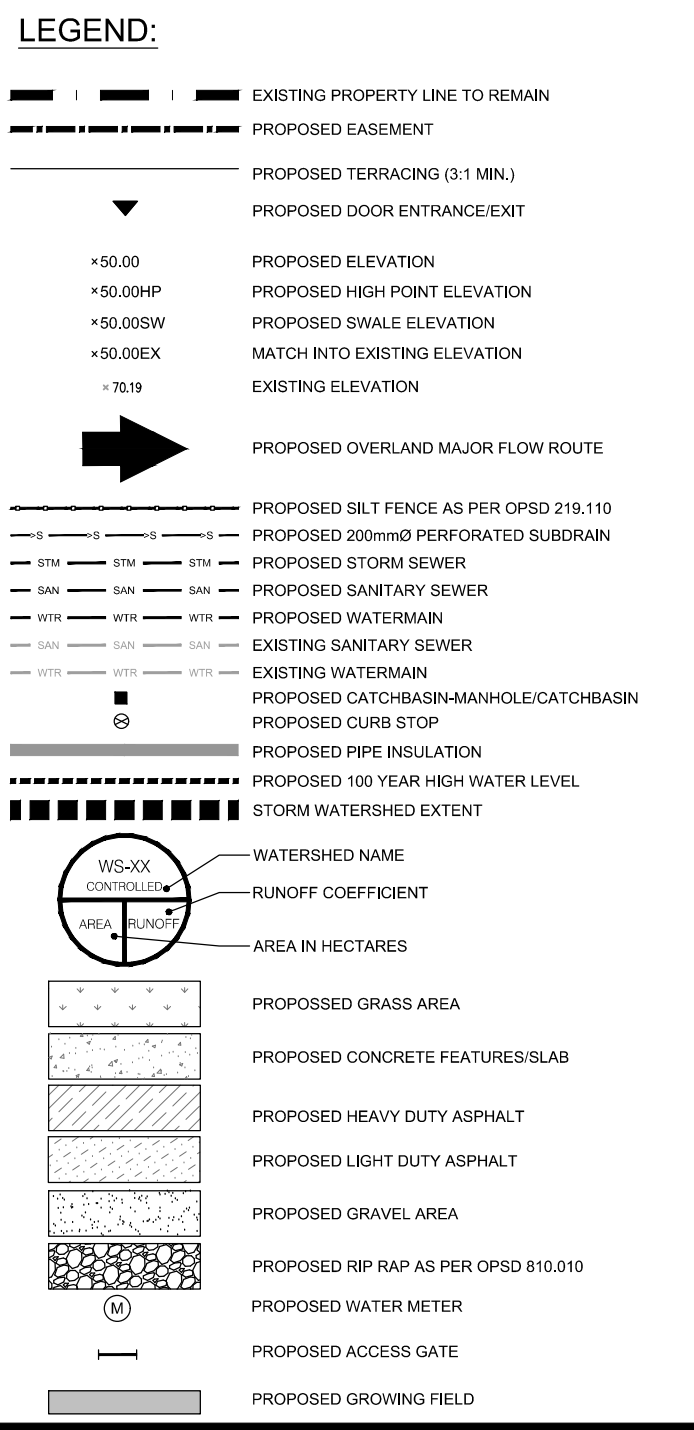 LEGEND:
EXISTING PROPERTY LINE TO REMAIN
PROPOSED EASEMENT
PROPOSED TERRACING (3:1 MIN.)
PROPOSED DOOR ENTRANCE/EXIT
×50.00 PROPOSED ELEVATION
×50.00HP PROPOSED HIGH POINT ELEVATION
×50.00SW PROPOSED SWALE ELEVATION
×50.00EX MATCH INTO EXISTING ELEVATION
× 70.19 EXISTING ELEVATION
PROPOSED OVERLAND MAJOR FLOW ROUTE
PROPOSED SILT FENCE AS PER OPSD 219.110
>S >S >S >S PROPOSED 200mmØ PERFORATED SUBDRAIN
STM STM STM PROPOSED STORM SEWER
SAN SAN SAN PROPOSED SANITARY SEWER
WTR WTR WTR PROPOSED WATERMAIN
SAN SAN SAN EXISTING SANITARY SEWER
WTR WTR WTR EXISTING WATERMAIN
PROPOSED CATCHBASIN-MANHOLE/CATCHBASIN
PROPOSED CURB STOP
PROPOSED PIPE INSULATION
PROPOSED 100 YEAR HIGH WATER LEVEL
STORM WATERSHED EXTENT
WS-XX WATERSHED NAME
CONTROLLED RUNOFF COEFFICIENT
AREA RUNOFF AREA IN HECTARES
PROPOSSED GRASS AREA
PROPOSED CONCRETE FEATURES/SLAB
PROPOSED HEAVY DUTY ASPHALT
PROPOSED LIGHT DUTY ASPHALT
PROPOSED GRAVEL AREA
PROPOSED RIP RAP AS PER OPSD 810.010
M PROPOSED WATER METER
PROPOSED ACCESS GATE
PROPOSED GROWING FIELD